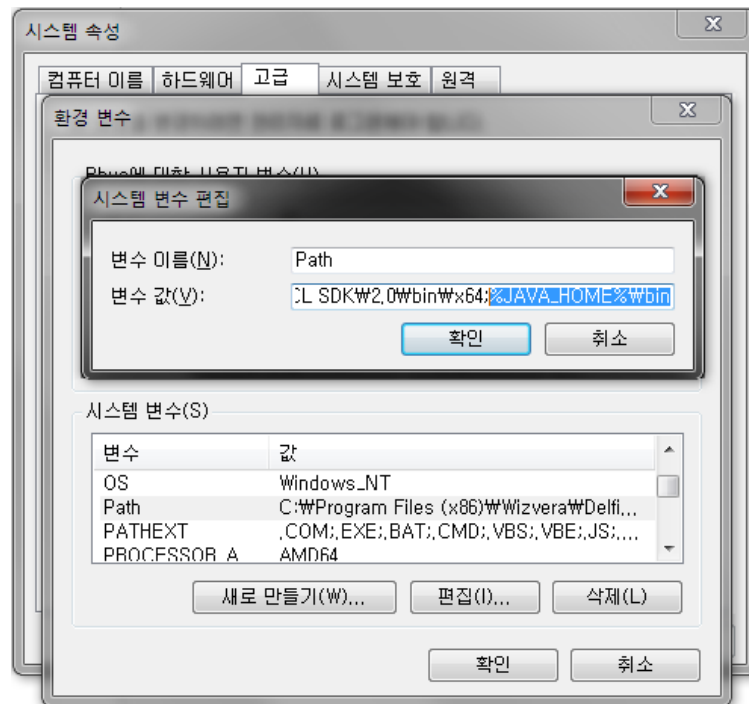 시스템 속성
컴퓨터 이름 하드웨어 고급 시스템 보호 원격
환경 변수
시스템 변수 편집
변수 이름(N): Path
변수 값(V): CL SDK₩2.0₩bin₩x64;%JAVA_HOME%₩bin
확인 취소
시스템 변수(S)
변수 값
OS Windows_NT
Path C:₩Program Files (x86)₩Wizvera₩Delfi...
PATHEXT .COM;.EXE;.BAT;.CMD;.VBS;.VBE;.JS;....
PROCESSOR_A AMD64
새로 만들기(W)... 편집(I)... 삭제(L)
확인 취소